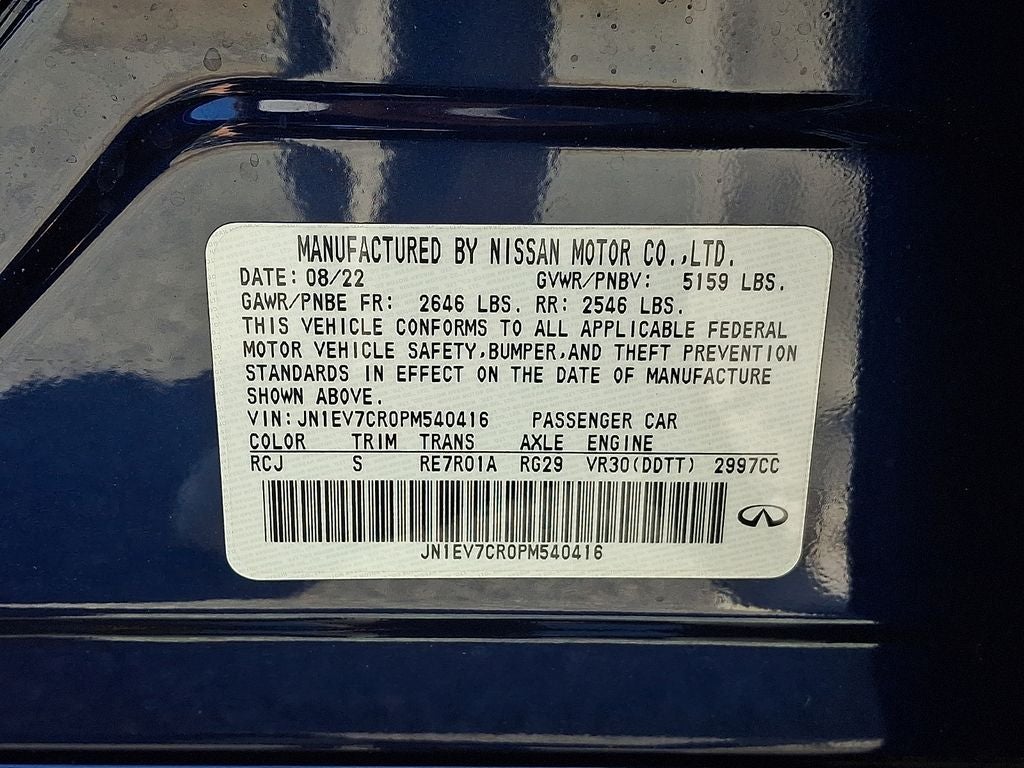 MANUFACTURED BY NISSAN MOTOR CO.,LTD.
DATE: 08/22 GVWR/PNBV: 5159 LBS.
GAWR/PNBE FR: 2646 LBS. RR: 2546 LBS.
THIS VEHICLE CONFORMS TO ALL APPLICABLE FEDERAL
MOTOR VEHICLE SAFETY,BUMPER,AND THEFT PREVENTION
STANDARDS IN EFFECT ON THE DATE OF MANUFACTURE
SHOWN ABOVE.
VIN:JN1EV7CR0PM540416 PASSENGER CAR
COLOR TRIM TRANS AXLE ENGINE
RCJ S RE7R01A RG29 VR30(DDTT) 2997CC
JN1EV7CR0PM540416